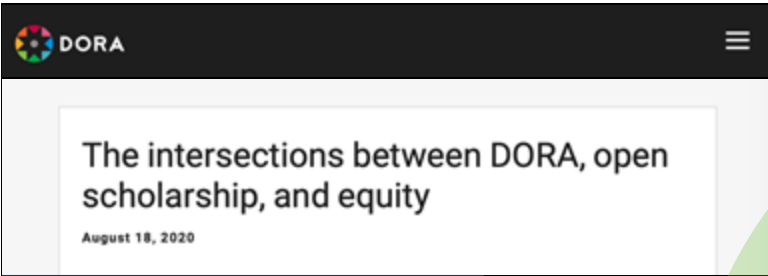 DORA
The intersections between DORA, open
scholarship, and equity
August 18, 2020